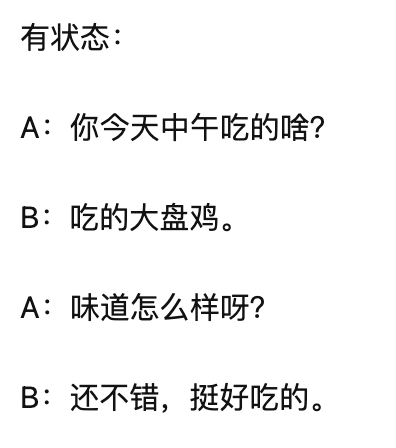 有状态：
A：你今天中午吃的啥？
B：吃的大盘鸡。
A：味道怎么样呀？
B：还不错，挺好吃的。